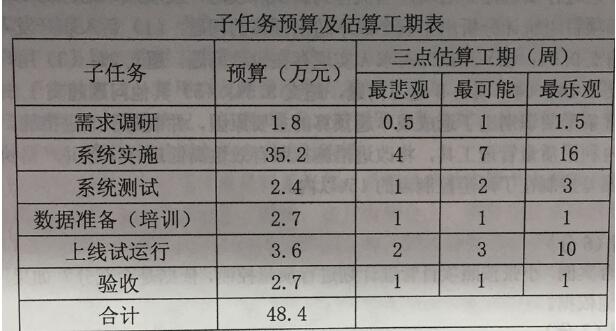 子任务预算及估算工期表
子任务 预算（万元） 三点估算工期（周）
最悲观 最可能 最乐观
需求调研 1.8 0.5 1 1.5
系统实施 35.2 4 7 16
系统测试 2.4 1 2 3
数据准备（培训） 2.7 1 1 1
上线试运行 3.6 2 3 10
验收 2.7 1 1 1
合计 48.4